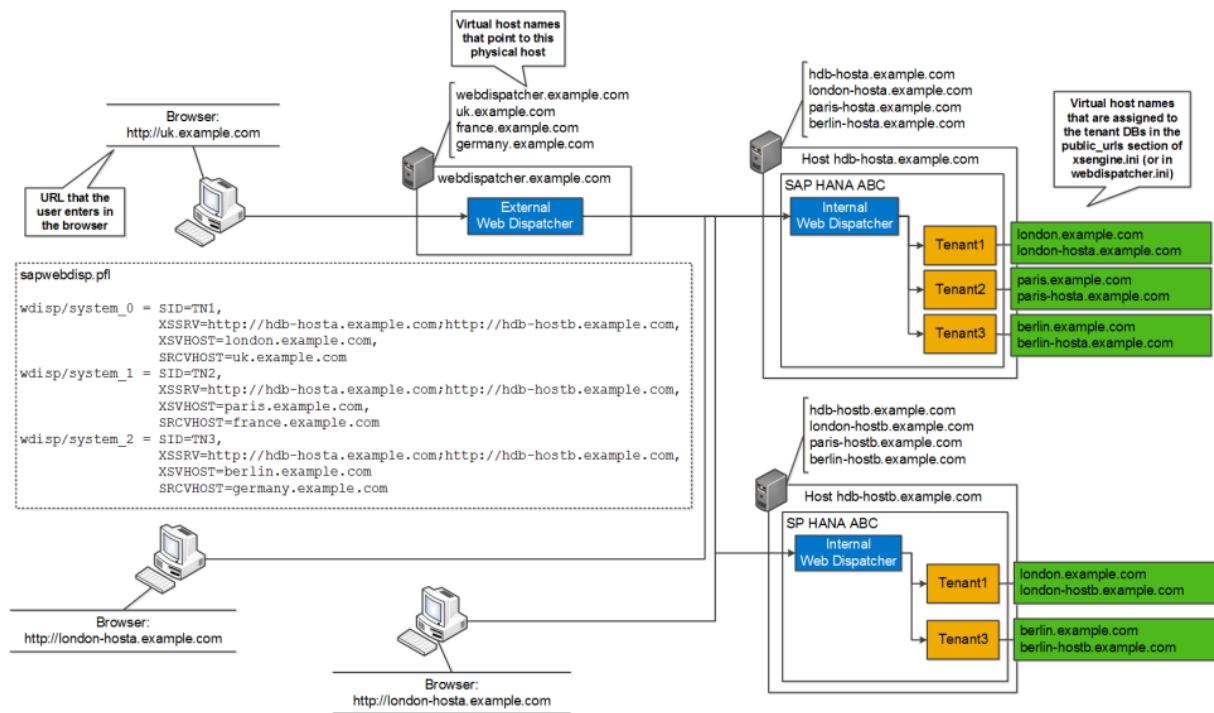 Virtual host names
that point to this
physical host
webdispatcher.example.com
uk.example.com
france.example.com
germany.example.com
webdispatcher.example.com
External
Web Dispatcher
Browser:
http://uk.example.com
URL that the
user enters in
the browser
hdb-hosta.example.com
london-hosta.example.com
paris-hosta.example.com
berlin-hosta.example.com
Host hdb-hosta.example.com
SAP HANA ABC
Internal
Web Dispatcher
Tenant1
Tenant2
Tenant3
Virtual host names
that are assigned to
the tenant DBs in the
public_urls section of
xsengine.ini (or in
webdispatcher.ini)
london.example.com
london-hosta.example.com
paris.example.com
paris-hosta.example.com
berlin.example.com
berlin-hosta.example.com
sapwebdisp.pfl
wdisp/system_0 = SID=TN1,
XSSRV=http://hdb-hosta.example.com;http://hdb-hostb.example.com,
XSVHOST=london.example.com,
SRCVHOST=uk.example.com
wdisp/system_1 = SID=TN2,
XSSRV=http://hdb-hosta.example.com;http://hdb-hostb.example.com,
XSVHOST=paris.example.com,
SRCVHOST=france.example.com
wdisp/system_2 = SID=TN3,
XSSRV=http://hdb-hosta.example.com;http://hdb-hostb.example.com,
XSVHOST=berlin.example.com
SRCVHOST=germany.example.com
hdb-hostb.example.com
london-hostb.example.com
paris-hostb.example.com
berlin-hostb.example.com
Host hdb-hostb.example.com
SP HANA ABC
Internal
Web Dispatcher
Tenant1
Tenant3
london.example.com
london-hostb.example.com
berlin.example.com
berlin-hostb.example.com
Browser:
http://london-hosta.example.com
Browser:
http://london-hosta.example.com